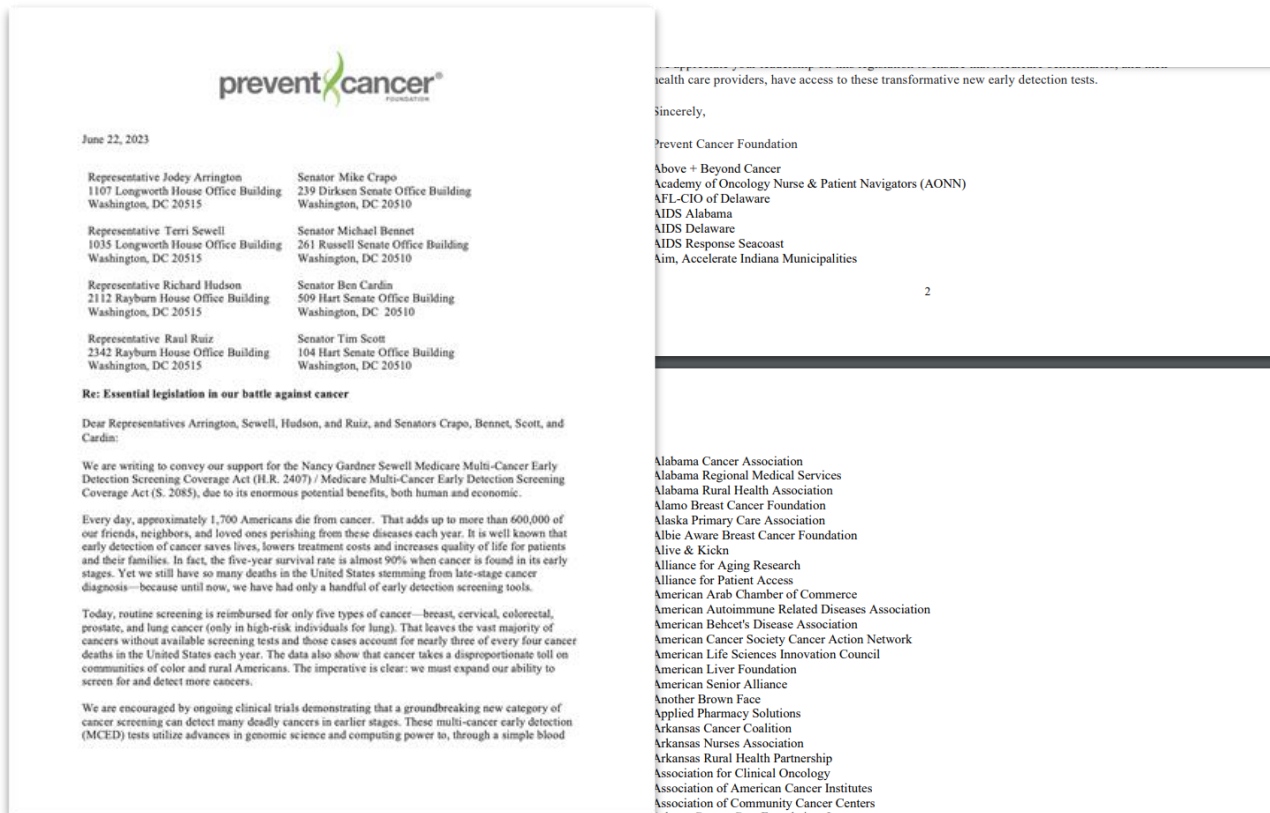 prevent cancer®
FOUNDATION
June 22, 2023
Representative Jodey Arrington
1107 Longworth House Office Building
Washington, DC 20515
Senator Mike Crapo
239 Dirksen Senate Office Building
Washington, DC 20510
Representative Terri Sewell
1035 Longworth House Office Building
Washington, DC 20515
Senator Michael Bennet
261 Russell Senate Office Building
Washington, DC 20510
Representative Richard Hudson
2112 Rayburn House Office Building
Washington, DC 20515
Senator Ben Cardin
509 Hart Senate Office Building
Washington, DC 20510
Representative Raul Ruiz
2342 Rayburn House Office Building
Washington, DC 20515
Senator Tim Scott
104 Hart Senate Office Building
Washington, DC 20510
Re: Essential legislation in our battle against cancer
Dear Representatives Arrington, Sewell, Hudson, and Ruiz, and Senators Crapo, Bennet, Scott, and
Cardin:
We are writing to convey our support for the Nancy Gardner Sewell Medicare Multi-Cancer Early
Detection Screening Coverage Act (H.R. 2407) / Medicare Multi-Cancer Early Detection Screening
Coverage Act (S. 2085), due to its enormous potential benefits, both human and economic.
Every day, approximately 1,700 Americans die from cancer. That adds up to more than 600,000 of
our friends, neighbors, and loved ones perishing from these diseases each year. It is well known that
early detection of cancer saves lives, lowers treatment costs and increases quality of life for patients
and their families. In fact, the five-year survival rate is almost 90% when cancer is found in its early
stages. Yet we still have so many deaths in the United States stemming from late-stage cancer
diagnosis—because until now, we have had only a handful of early detection screening tools.
Today, routine screening is reimbursed for only five types of cancer—breast, cervical, colorectal,
prostate, and lung cancer (only in high-risk individuals for lung). That leaves the vast majority of
cancers without available screening tests and those cases account for nearly three of every four cancer
deaths in the United States each year. The data also show that cancer takes a disproportionate toll on
communities of color and rural Americans. The imperative is clear: we must expand our ability to
screen for and detect more cancers.
We are encouraged by ongoing clinical trials demonstrating that a groundbreaking new category of
cancer screening can detect many deadly cancers in earlier stages. These multi-cancer early detection
(MCED) tests utilize advances in genomic science and computing power to, through a simple blood
health care providers, have access to these transformative new early detection tests.
Sincerely,
Prevent Cancer Foundation
Above + Beyond Cancer
Academy of Oncology Nurse & Patient Navigators (AONN)
AFL-CIO of Delaware
AIDS Alabama
AIDS Delaware
AIDS Response Seacoast
Aim, Accelerate Indiana Municipalities
2
Alabama Cancer Association
Alabama Regional Medical Services
Alabama Rural Health Association
Alamo Breast Cancer Foundation
Alaska Primary Care Association
Albie Aware Breast Cancer Foundation
Alive & Kickn
Alliance for Aging Research
Alliance for Patient Access
American Arab Chamber of Commerce
American Autoimmune Related Diseases Association
American Behcet's Disease Association
American Cancer Society Cancer Action Network
American Life Sciences Innovation Council
American Liver Foundation
American Senior Alliance
Another Brown Face
Applied Pharmacy Solutions
Arkansas Cancer Coalition
Arkansas Nurses Association
Arkansas Rural Health Partnership
Association for Clinical Oncology
Association of American Cancer Institutes
Association of Community Cancer Centers